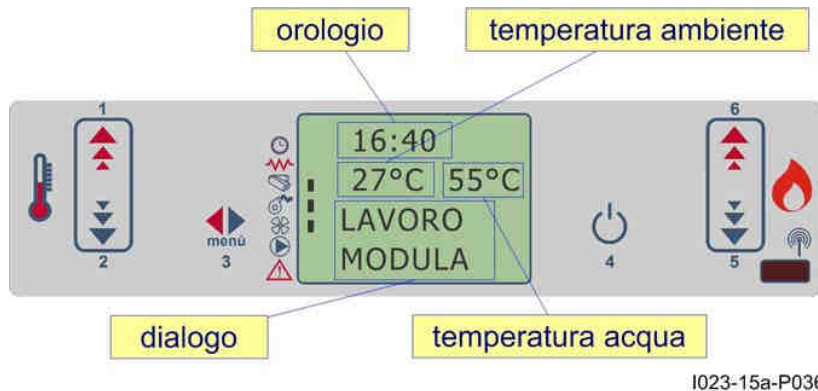 orologio
temperatura ambiente
1
6
16:40
27°C
55°C
LAVORO
MODULA
menù
2
3
4
5
dialogo
temperatura acqua
I023-15a-P036